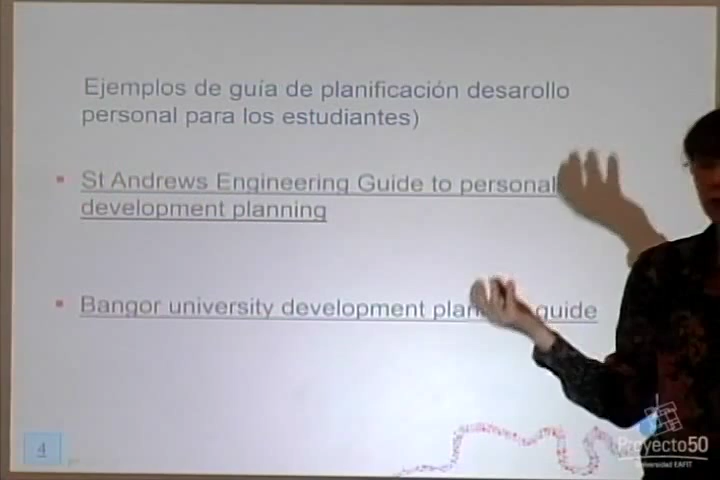 Ejemplos de guía de planificación desarollo
personal para los estudiantes)
St Andrews Engineering Guide to personal
development planning
Bangor university development guide
4
Proyecto50
Universidad EAFIT